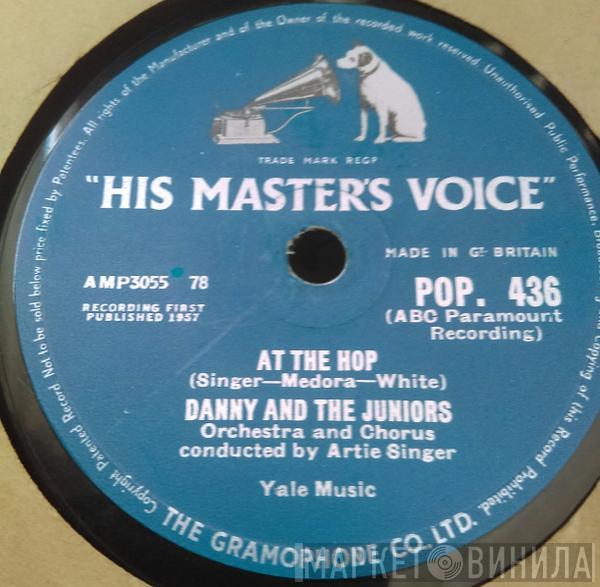 All rights of the Manufacturer and of the Owner of the recorded work reserved. Unauthorised Public Performance,
Copying of this Record Prohibited.
Copyright Patented Record Not to be sold below price fixed by Patentees.
TRADE MARK REGD
"HIS MASTER'S VOICE"
MADE IN GT BRITAIN
AMP3055 78
POP. 436
RECORDING FIRST
PUBLISHED 1957
(ABC Paramount
Recording)
AT THE HOP
(Singer—Medora—White)
DANNY AND THE JUNIORS
Orchestra and Chorus
conducted by Artie Singer
Yale Music
THE GRAMOPHONE CO. LTD.
МАРКЕТ ВИНИЛА